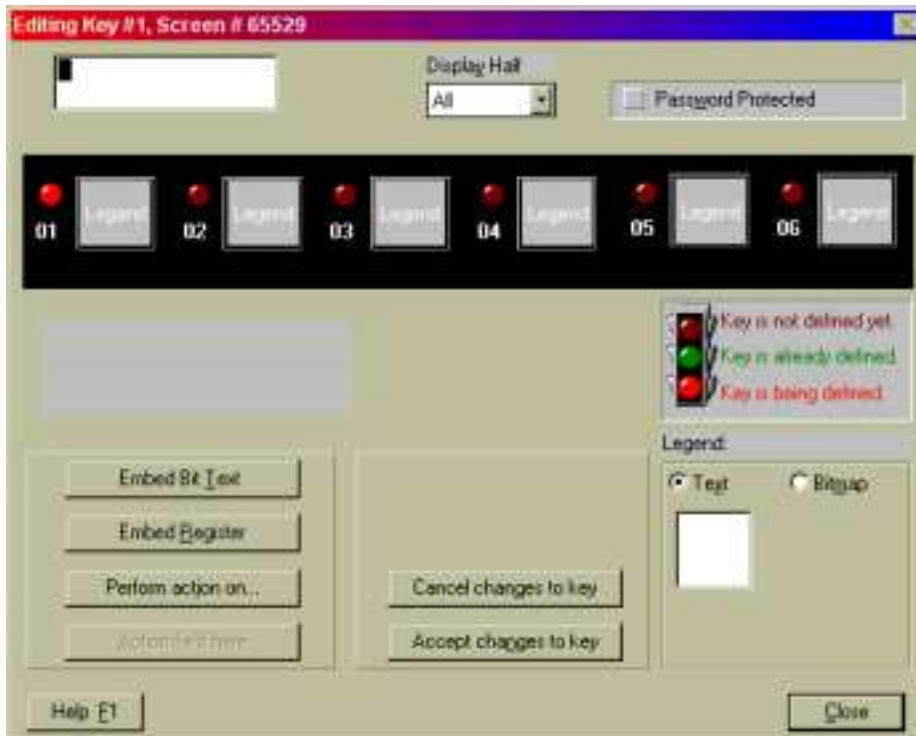 Editing Key #1, Screen # 65529
Display Half
All
Password Protected
Legend Legend Legend Legend Legend Legend
01 02 03 04 05 06
Key is not defined yet.
Key is already defined.
Key is being defined.
Legend:
Text Bitmap
Embed Bit Text
Embed Register
Perform action on...
Cancel changes to key
Accept changes to key
Help F1
Close